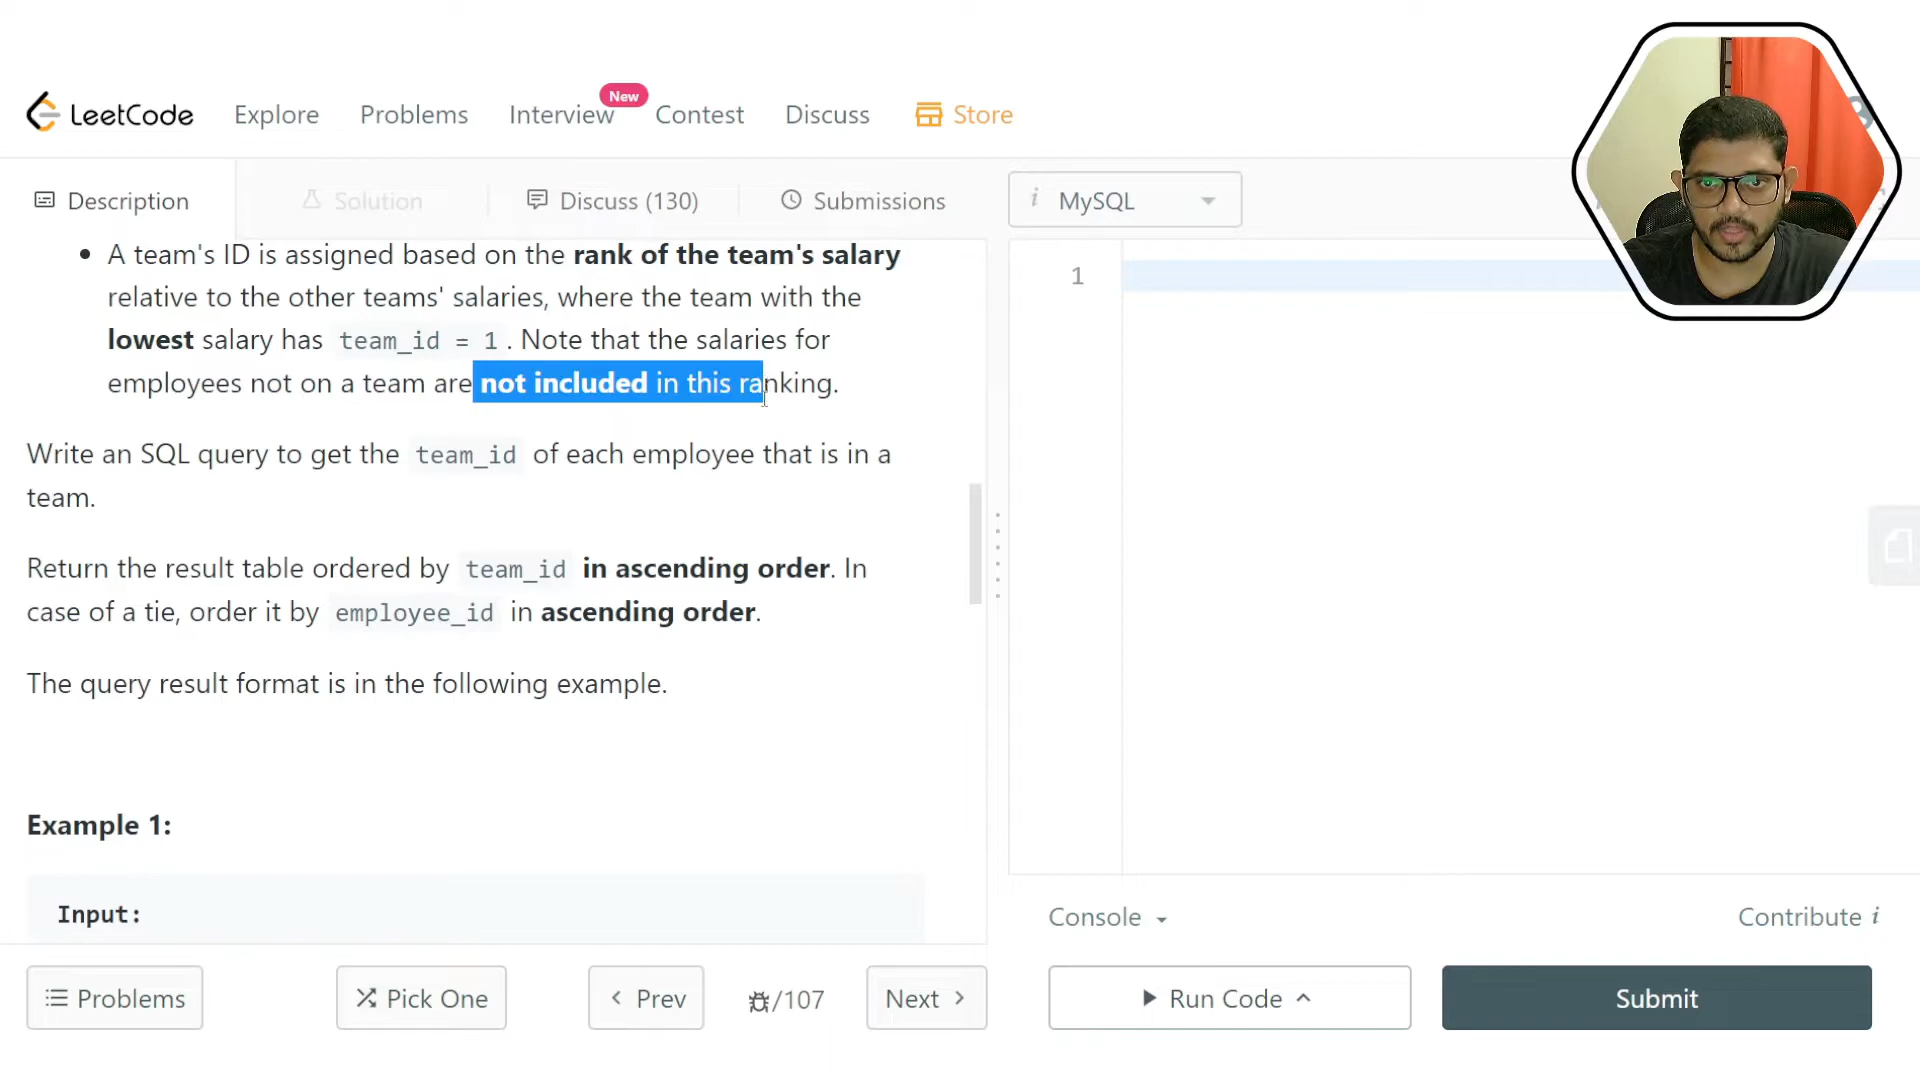 LeetCode Explore Problems Interview New Contest Discuss Store
Description Solution Discuss (130) Submissions i MySQL
A team's ID is assigned based on the rank of the team's salary
relative to the other teams' salaries, where the team with the
lowest salary has team_id = 1. Note that the salaries for
employees not on a team are not included in this ranking.
Write an SQL query to get the team_id of each employee that is in a
team.
Return the result table ordered by team_id in ascending order. In
case of a tie, order it by employee_id in ascending order.
The query result format is in the following example.
Example 1:
Input:
1
Console Contribute i
Problems Pick One Prev /107 Next Run Code Submit